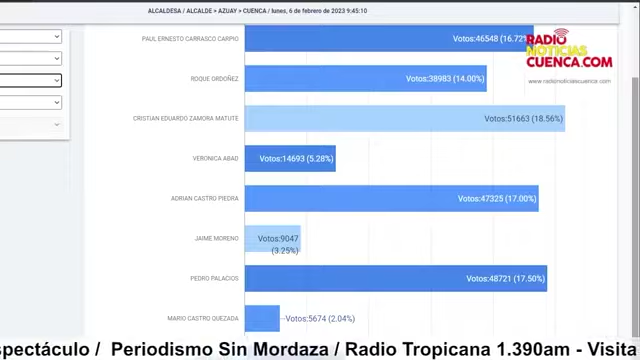 ALCALDESA / ALCALDE > AZUAY > CUENCA / lunes, 6 de febrero de 2023 9:45:10
PAUL ERNESTO CARRASCO CARPIO Votos:46548 (16.72%
RADIO
NOTICIAS
CUENCA.COM
www.radionoticiascuenca.com
ROQUE ORDOÑEZ Votos:38983 (14.00%)
CRISTIAN EDUARDO ZAMORA MATUTE Votos:51663 (18.56%)
VERONICA ABAD Votos:14693 (5.28%)
ADRIAN CASTRO PIEDRA Votos:47325 (17.00%)
JAIME MORENO Votos:9047
(3.25%)
PEDRO PALACIOS Votos:48721 (17.50%)
MARIO CASTRO QUEZADA Votos:5674 (2.04%)
spectáculo / Periodismo Sin Mordaza / Radio Tropicana 1.390am - Visita